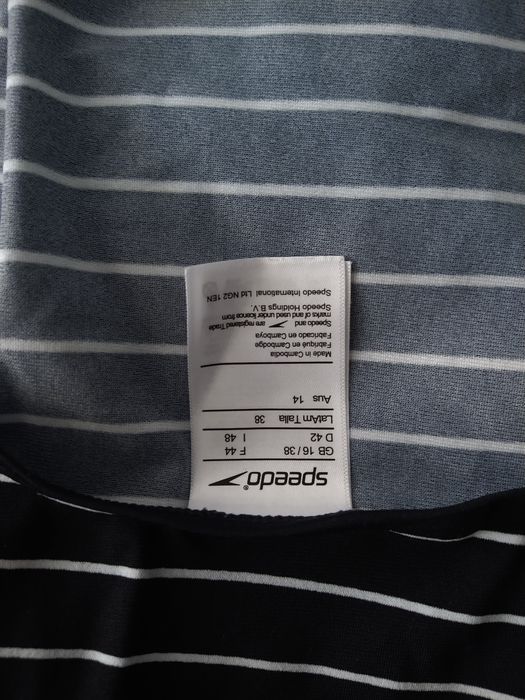 speedo®
GB 16/38 F 44
D 42 I 48
LatAm Talla 38
Aus 14
Made in Cambodia
Fabriqué en Cambodge
Fabricado en Camboya
Speedo and are registered Trade
marks of and used under licence from
Speedo Holdings B.V.
Speedo International Ltd NG2 1EN